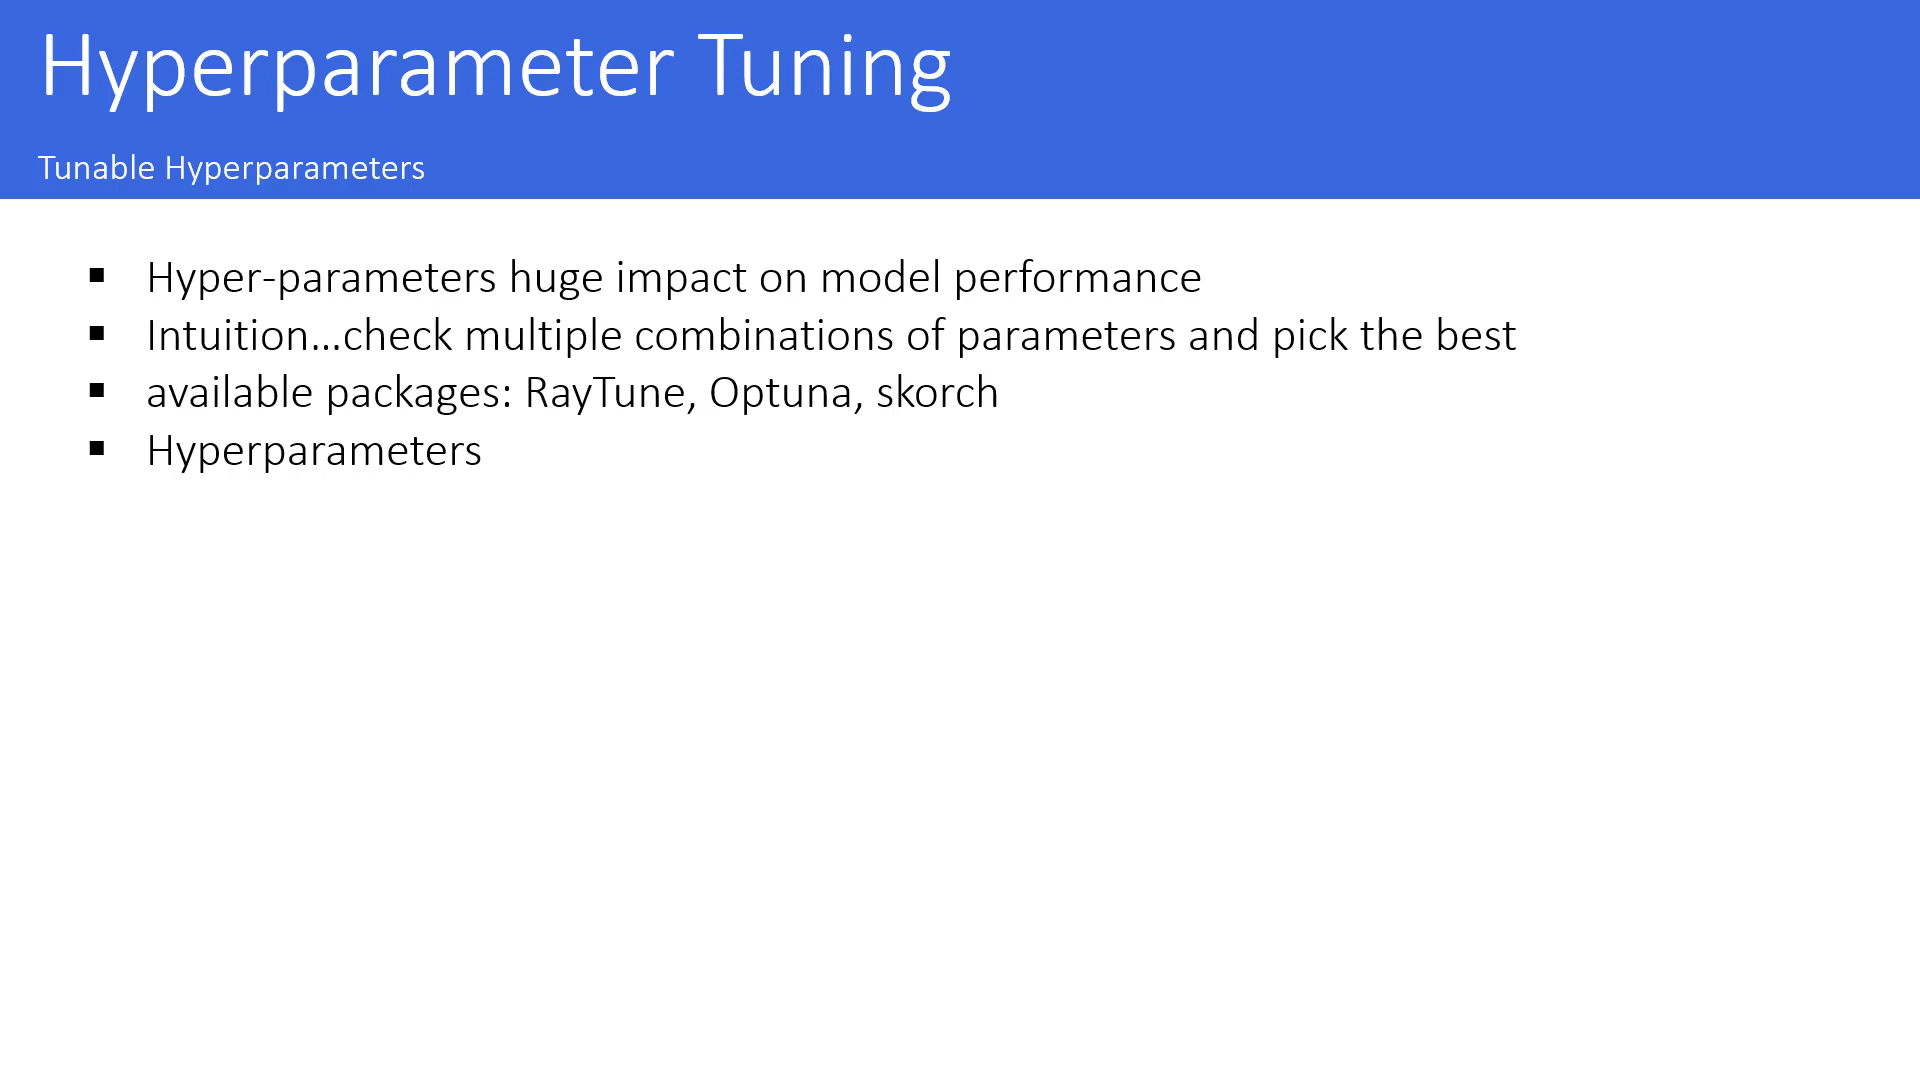 Hyperparameter Tuning
Tunable Hyperparameters
▪ Hyper-parameters huge impact on model performance
▪ Intuition…check multiple combinations of parameters and pick the best
▪ available packages: RayTune, Optuna, skorch
▪ Hyperparameters